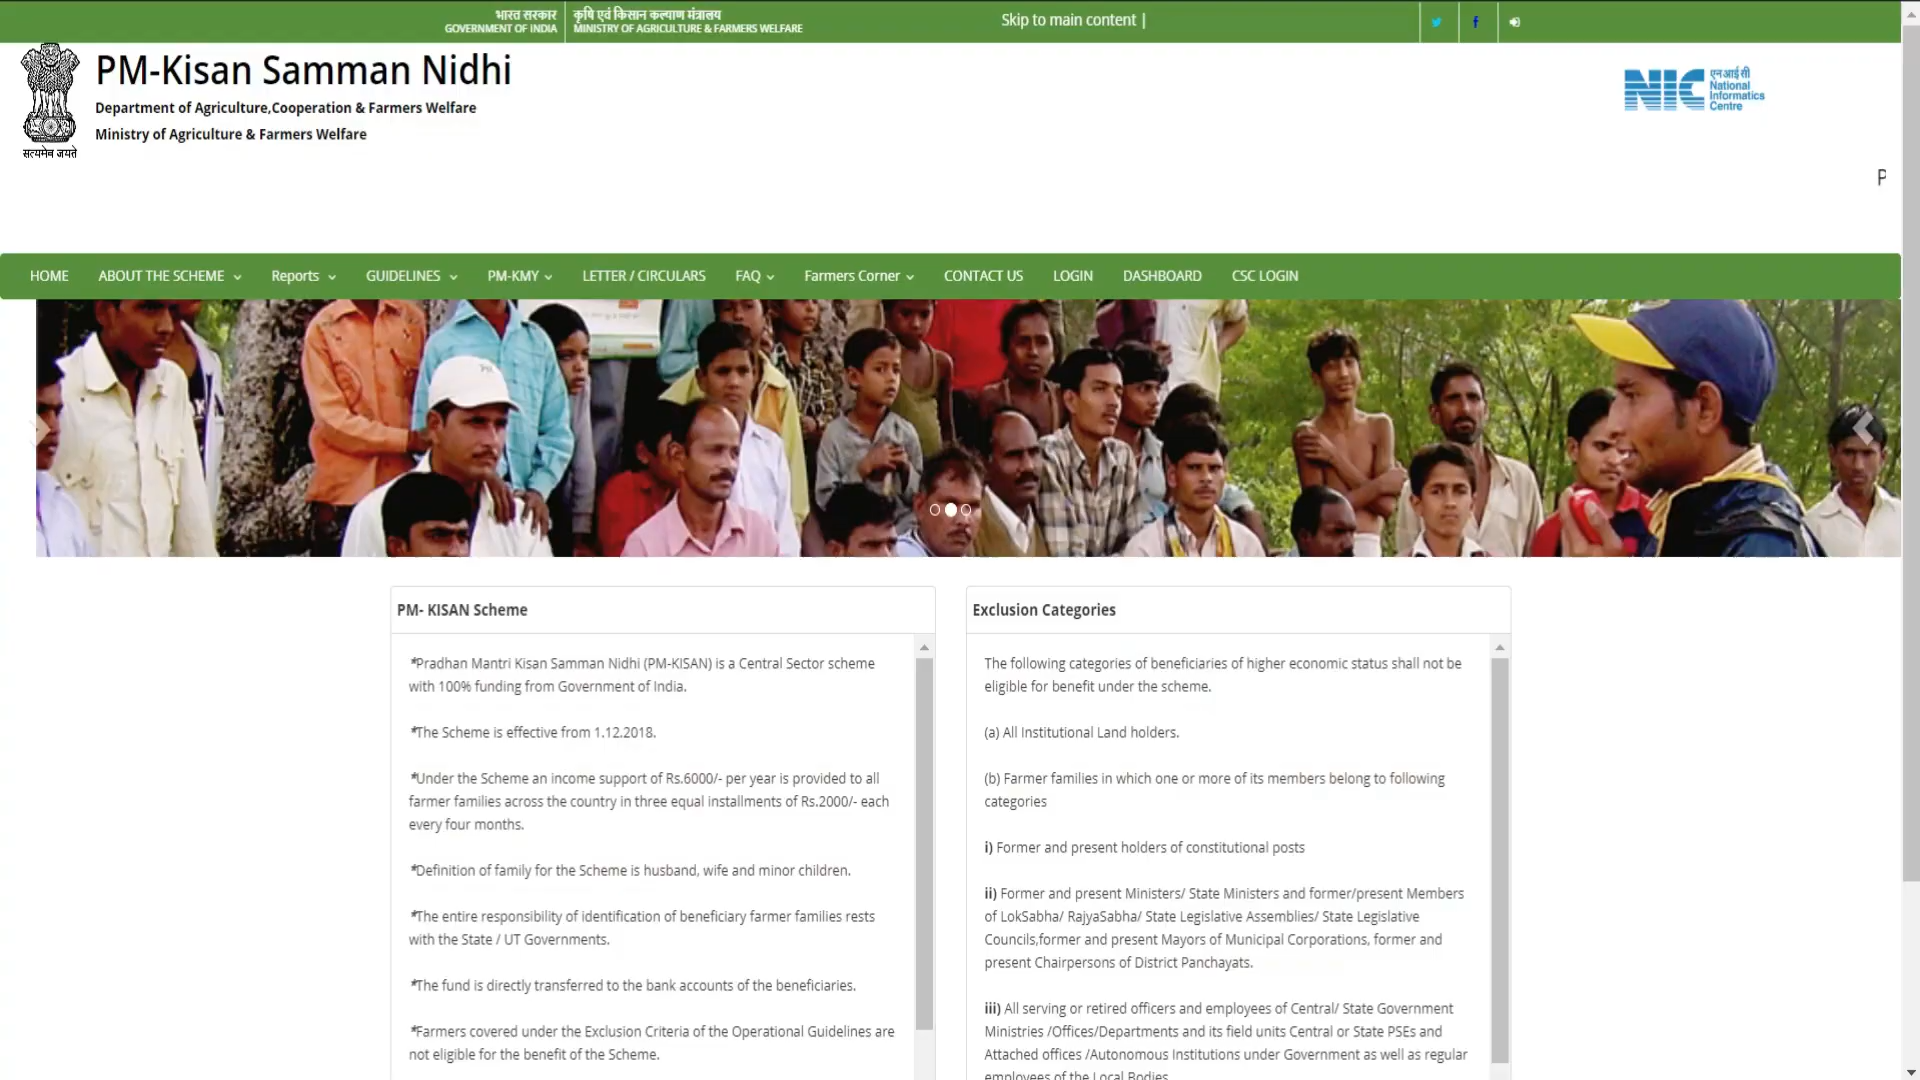 भारत सरकार
GOVERNMENT OF INDIA
कृषि एवं किसान कल्याण मंत्रालय
MINISTRY OF AGRICULTURE & FARMERS WELFARE
Skip to main content |
PM-Kisan Samman Nidhi
Department of Agriculture,Cooperation & Farmers Welfare
Ministry of Agriculture & Farmers Welfare
सत्यमेव जयते
NIC
एन आई सी
National
Informatics
Centre
P
HOME ABOUT THE SCHEME Reports GUIDELINES PM-KMY LETTER / CIRCULARS FAQ Farmers Corner CONTACT US LOGIN DASHBOARD CSC LOGIN
PM- KISAN Scheme
*Pradhan Mantri Kisan Samman Nidhi (PM-KISAN) is a Central Sector scheme
with 100% funding from Government of India.
*The Scheme is effective from 1.12.2018.
*Under the Scheme an income support of Rs.6000/- per year is provided to all
farmer families across the country in three equal installments of Rs.2000/- each
every four months.
*Definition of family for the Scheme is husband, wife and minor children.
*The entire responsibility of identification of beneficiary farmer families rests
with the State / UT Governments.
*The fund is directly transferred to the bank accounts of the beneficiaries.
*Farmers covered under the Exclusion Criteria of the Operational Guidelines are
not eligible for the benefit of the Scheme.
Exclusion Categories
The following categories of beneficiaries of higher economic status shall not be
eligible for benefit under the scheme.
(a) All Institutional Land holders.
(b) Farmer families in which one or more of its members belong to following
categories
i) Former and present holders of constitutional posts
ii) Former and present Ministers/ State Ministers and former/present Members
of LokSabha/ RajyaSabha/ State Legislative Assemblies/ State Legislative
Councils,former and present Mayors of Municipal Corporations, former and
present Chairpersons of District Panchayats.
iii) All serving or retired officers and employees of Central/ State Government
Ministries /Offices/Departments and its field units Central or State PSEs and
Attached offices /Autonomous Institutions under Government as well as regular
employees of the Local Bodies